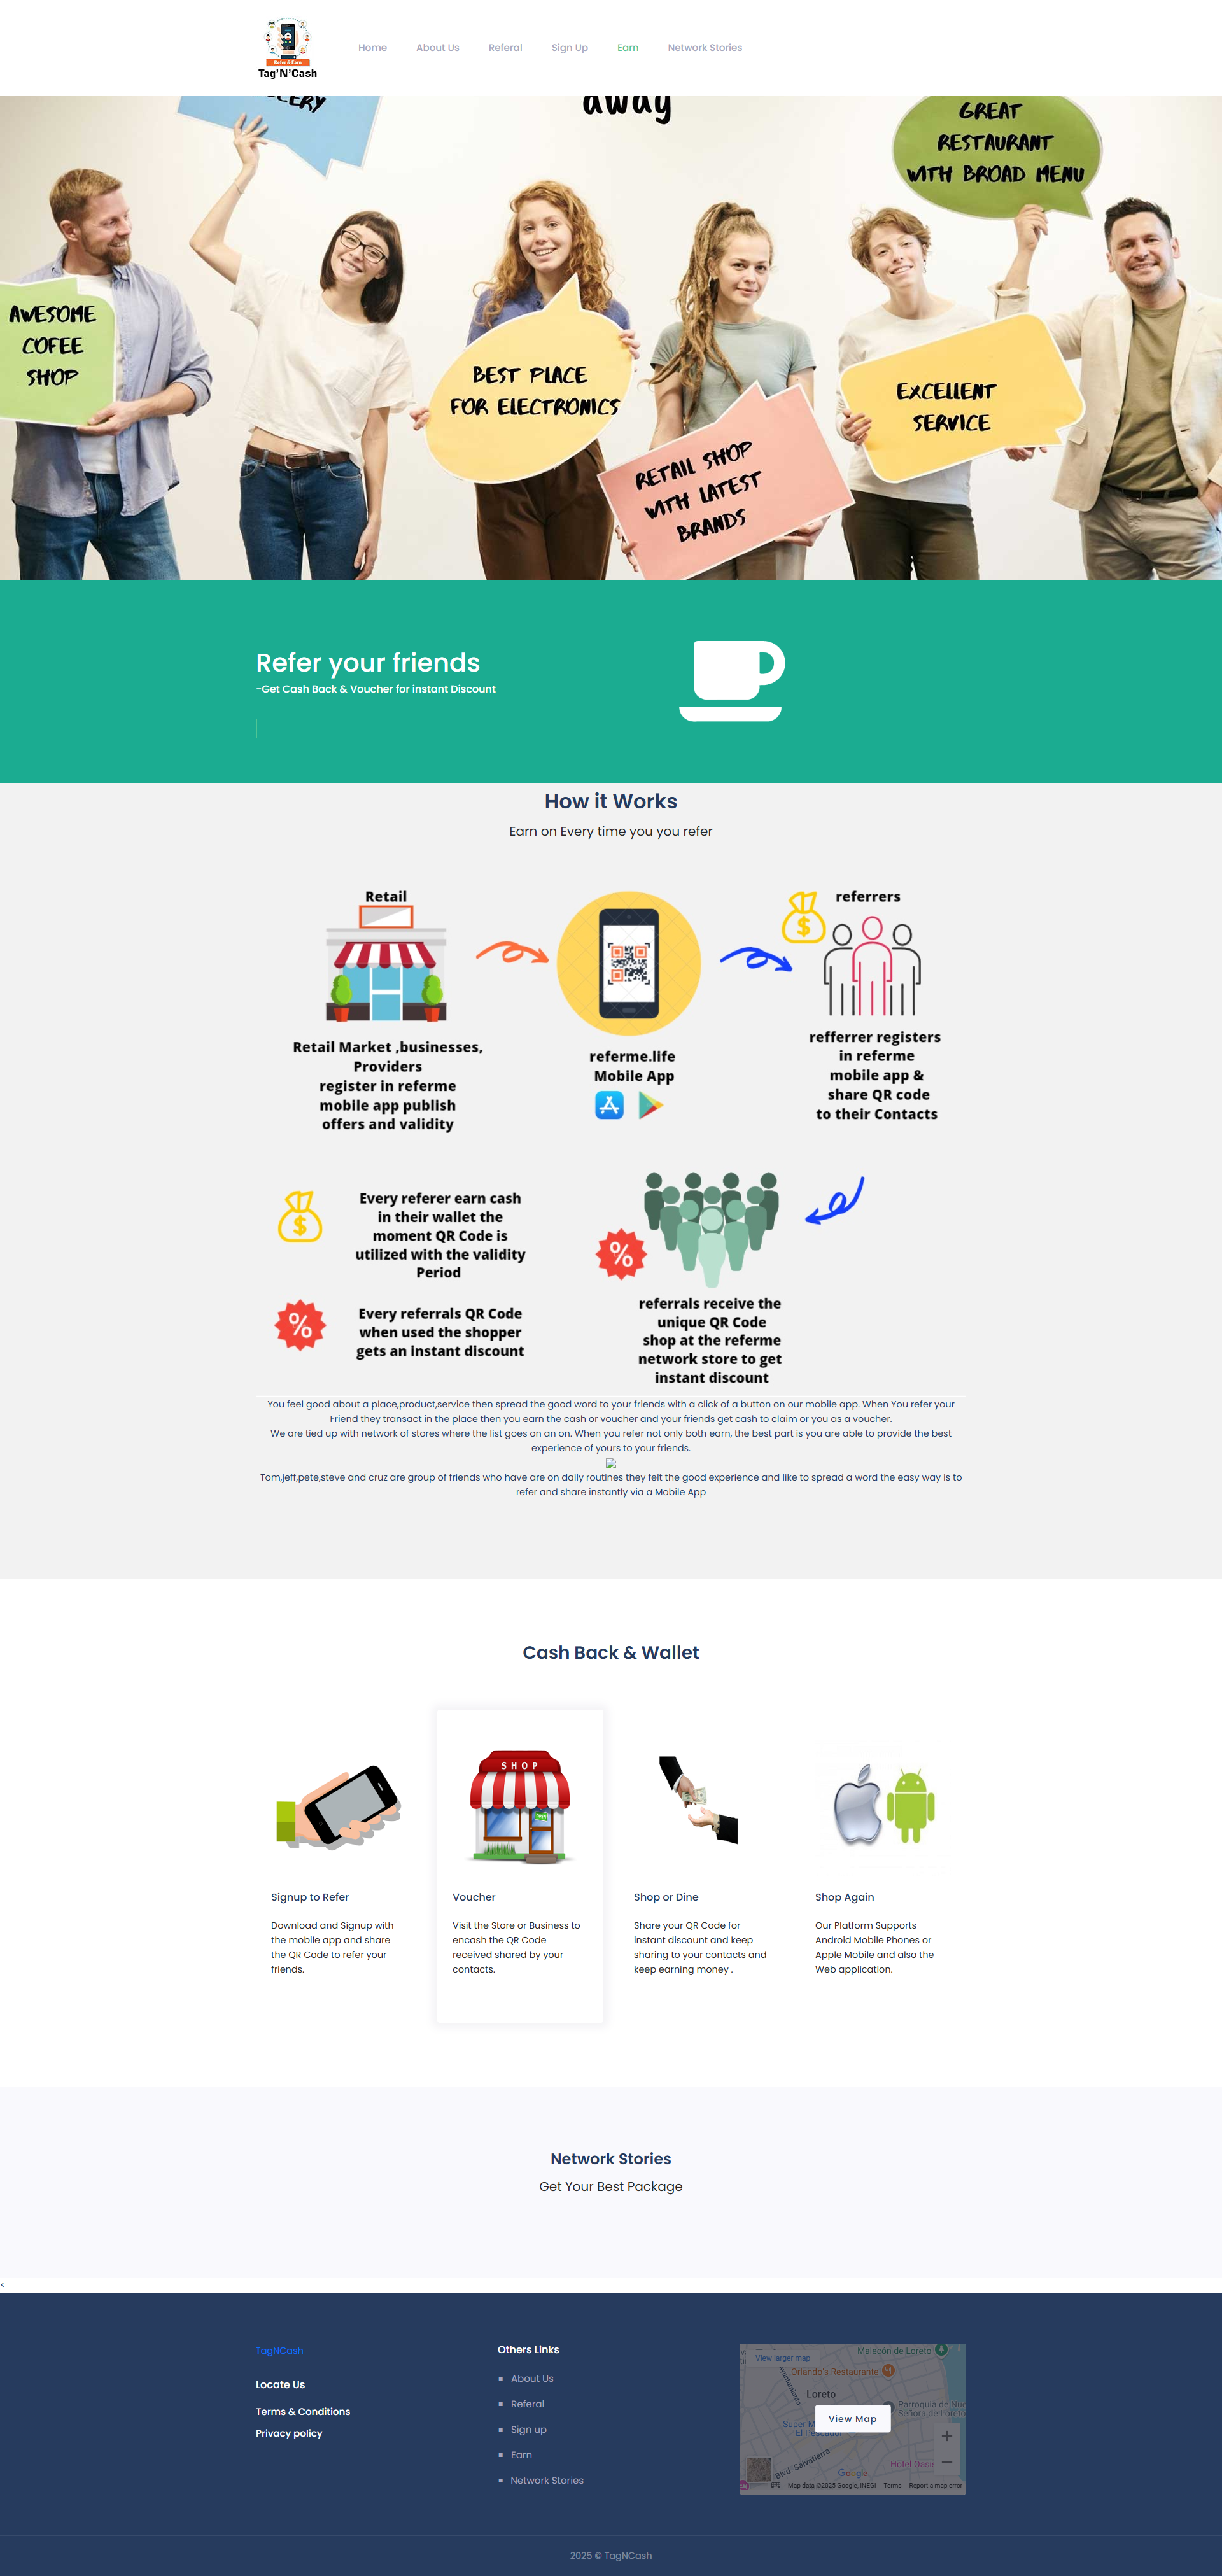 Refer & Earn
Tag'N'Cash
Home
About Us
Referal
Sign Up
Earn
Network Stories
away
GREAT
RESTAURANT
WITH BROAD MENU
AWESOME
COFEE
SHOP
BEST PLACE
FOR ELECTRONICS
EXCELLENT
SERVICE
RETAIL SHOP
WITH LATEST
BRANDS
Refer your friends
-Get Cash Back & Voucher for instant Discount
How it Works
Earn on Every time you you refer
Retail
referrers
Retail Market ,businesses,
Providers
register in referme
mobile app publish
offers and validity
referme.life
Mobile App
refferrer registers
in referme
mobile app &
share QR code
to their Contacts
Every referer earn cash
in their wallet the
moment QR Code is
utilized with the validity
Period
Every referrals QR Code
when used the shopper
gets an instant discount
referrals receive the
unique QR Code
shop at the referme
network store to get
instant discount
You feel good about a place,product,service then spread the good word to your friends with a click of a button on our mobile app. When You refer your
Friend they transact in the place then you earn the cash or voucher and your friends get cash to claim or you as a voucher.
We are tied up with network of stores where the list goes on an on. When you refer not only both earn, the best part is you are able to provide the best
experience of yours to your friends.
Tom,jeff,pete,steve and cruz are group of friends who have are on daily routines they felt the good experience and like to spread a word the easy way is to
refer and share instantly via a Mobile App
Cash Back & Wallet
SHOP
Signup to Refer
Download and Signup with
the mobile app and share
the QR Code to refer your
friends.
Voucher
Visit the Store or Business to
encash the QR Code
received shared by your
contacts.
Shop or Dine
Share your QR Code for
instant discount and keep
sharing to your contacts and
keep earning money .
Shop Again
Our Platform Supports
Android Mobile Phones or
Apple Mobile and also the
Web application.
Network Stories
Get Your Best Package
<
TagNCash
Locate Us
Terms & Conditions
Privacy policy
Others Links
About Us
Referal
Sign up
Earn
Network Stories
Malecón de Loreto
View larger map
Orlando's Restaurante
Loreto
Parroquia de Nue
Señora de Loreto
View Map
Super M
El Pescador
Blvd. Salvatierra
Hotel Oasis
Google
Map data ©2025 Google, INEGI
Terms
Report a map error
2025 © TagNCash